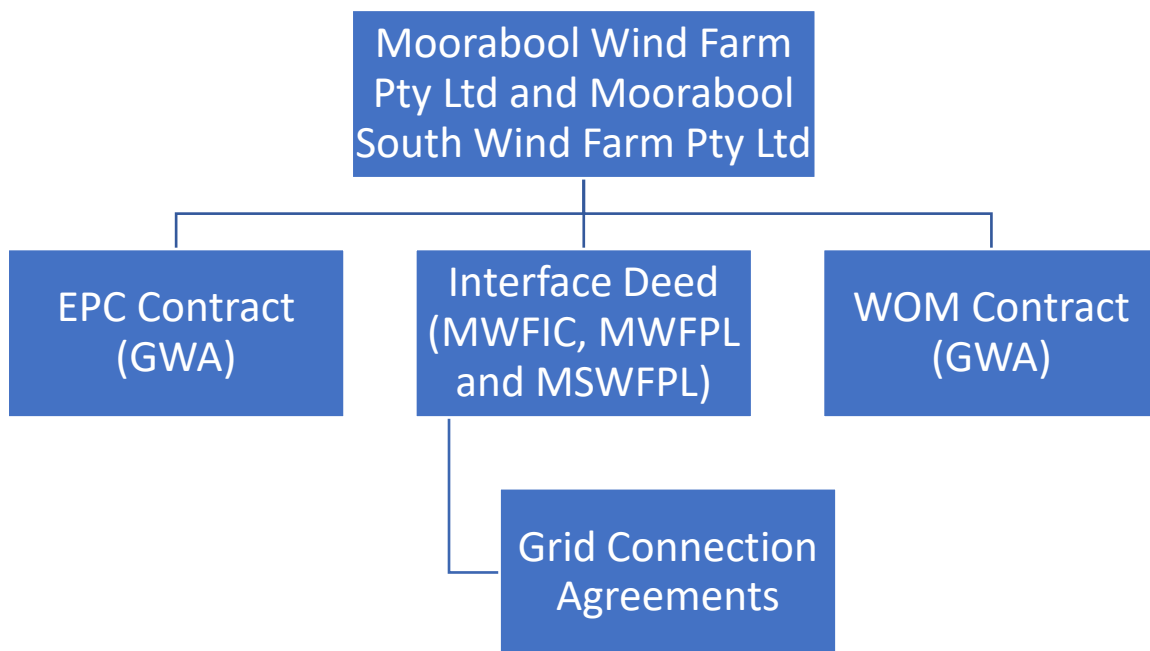 Moorabool Wind Farm
Pty Ltd and Moorabool
South Wind Farm Pty Ltd
EPC Contract
(GWA)
Interface Deed
(MWFIC, MWFPL
and MSWFPL)
WOM Contract
(GWA)
Grid Connection
Agreements